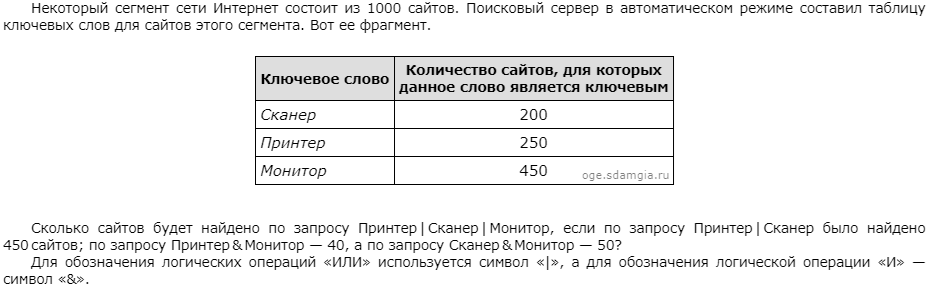 Некоторый сегмент сети Интернет состоит из 1000 сайтов. Поисковый сервер в автоматическом режиме составил таблицу
ключевых слов для сайтов этого сегмента. Вот ее фрагмент.
Ключевое слово
Количество сайтов, для которых
данное слово является ключевым
Сканер 200
Принтер 250
Монитор 450
oge.sdamgia.ru
Сколько сайтов будет найдено по запросу Принтер | Сканер | Монитор, если по запросу Принтер | Сканер было найдено
450 сайтов; по запросу Принтер & Монитор — 40, а по запросу Сканер & Монитор — 50?
Для обозначения логических операций «ИЛИ» используется символ «|», а для обозначения логической операции «И» —
символ «&».